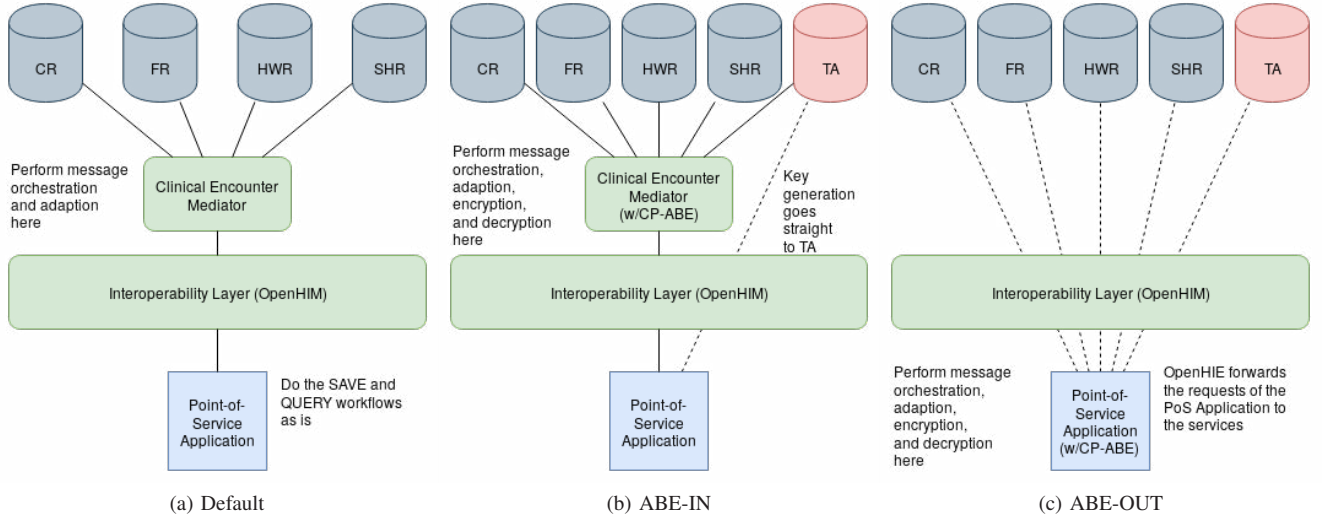 CR
FR
HWR
SHR
Perform message
orchestration
and adaption
here
Clinical Encounter
Mediator
Interoperability Layer (OpenHIM)
Point-of-
Service
Application
Do the SAVE and
QUERY workflows
as is
(a) Default
CR
FR
HWR
SHR
TA
Perform message
orchestration,
adaption,
encryption,
and decryption
here
Clinical Encounter
Mediator
(w/CP-ABE)
Key
generation
goes
straight
to TA
Interoperability Layer (OpenHIM)
Point-of-
Service
Application
(b) ABE-IN
CR
FR
HWR
SHR
TA
Interoperability Layer (OpenHIM)
Perform message
orchestration,
adaption,
encryption,
and decryption
here
Point-of-
Service
Application
(w/CP-ABE)
OpenHIE forwards
the requests of the
PoS Application to
the services
(c) ABE-OUT